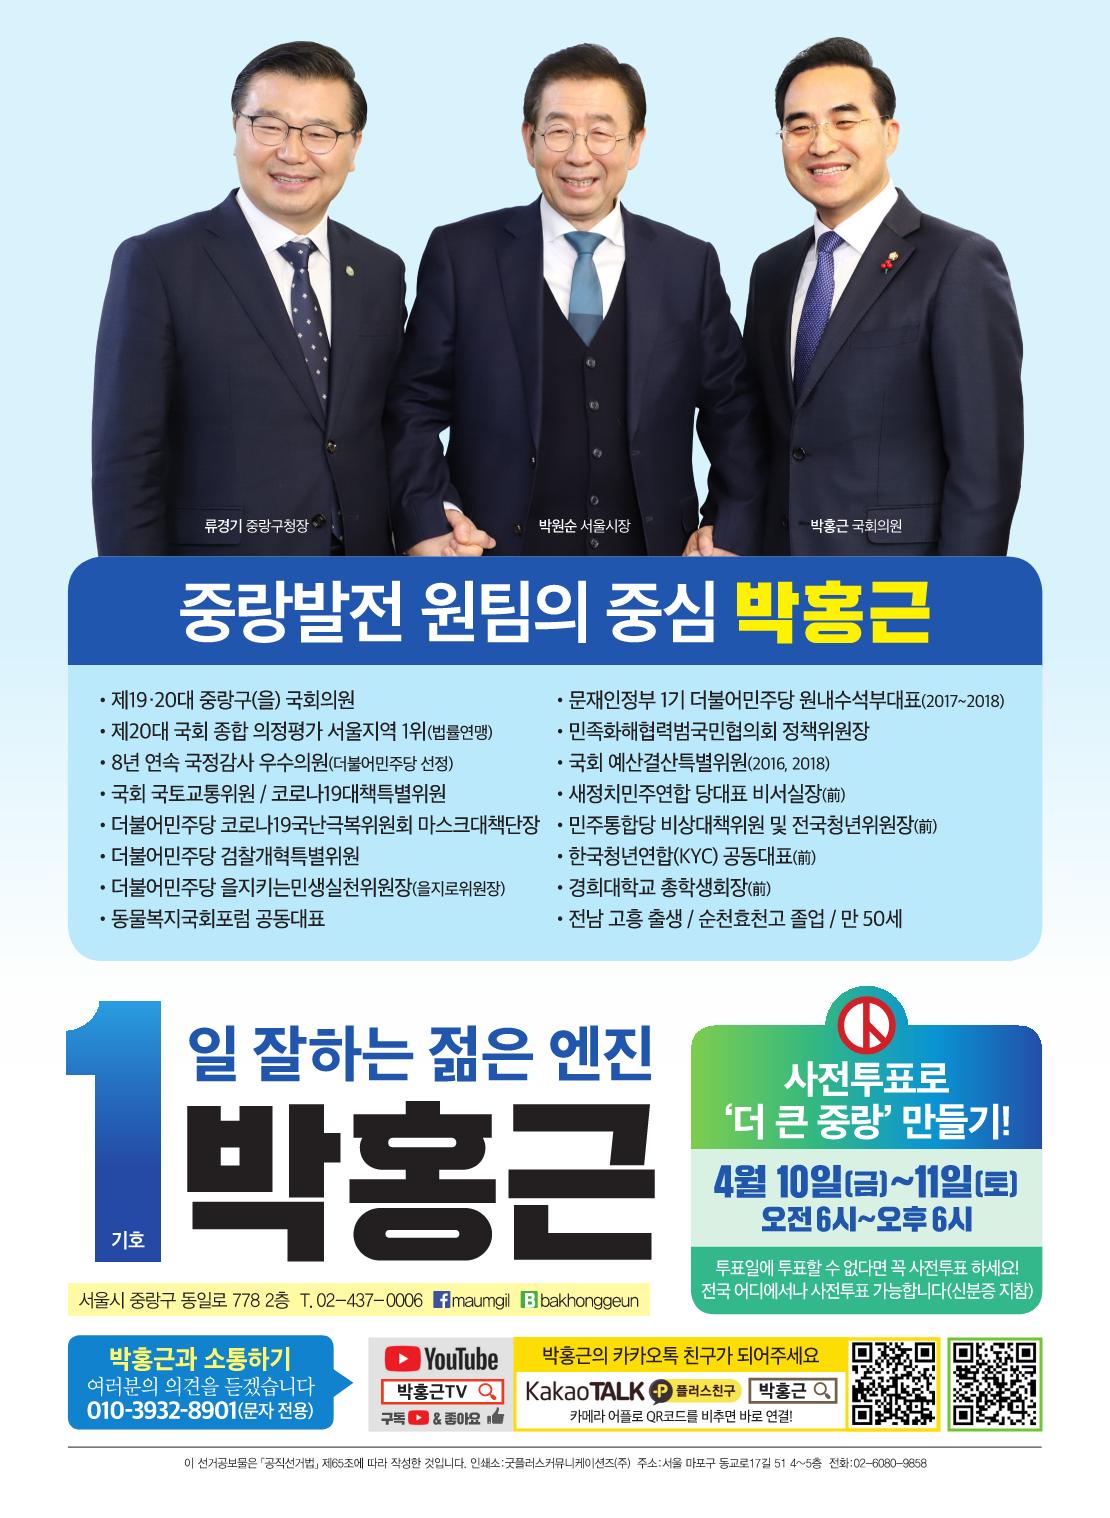 류경기 중랑구청장
박원순 서울시장
박홍근 국회의원
중랑발전 원팀의 중심 박홍근
• 제19·20대 중랑구(을) 국회의원
• 제20대 국회 종합 의정평가 서울지역 1위(법률연맹)
• 8년 연속 국정감사 우수의원(더불어민주당 선정)
• 국회 국토교통위원 / 코로나19대책특별위원
• 더불어민주당 코로나19국난극복위원회 마스크대책단장
• 더불어민주당 검찰개혁특별위원
• 더불어민주당 을지키는민생실천위원장(을지로위원장)
• 동물복지국회포럼 공동대표
• 문재인정부 1기 더불어민주당 원내수석부대표(2017~2018)
• 민족화해협력범국민협의회 정책위원장
• 국회 예산결산특별위원(2016, 2018)
• 새정치민주연합 당대표 비서실장(前)
• 민주통합당 비상대책위원 및 전국청년위원장(前)
• 한국청년연합(KYC) 공동대표(前)
• 경희대학교 총학생회장(前)
• 전남 고흥 출생 / 순천효천고 졸업 / 만 50세
1
기호
일 잘하는 젊은 엔진
박홍근
서울시 중랑구 동일로 778 2층 T. 02-437-0006 f maumgil B bakhonggeun
사전투표로
‘더 큰 중랑’ 만들기!
4월 10일(금)~11일(토)
오전 6시~오후 6시
투표일에 투표할 수 없다면 꼭 사전투표 하세요!
전국 어디에서나 사전투표 가능합니다(신분증 지참)
박홍근과 소통하기
여러분의 의견을 듣겠습니다
010-3932-8901(문자 전용)
YouTube
박홍근TV
구독 & 좋아요
박홍근의 카카오톡 친구가 되어주세요
KakaoTALK P 플러스친구 박홍근
카메라 어플로 QR코드를 비추면 바로 연결!
이 선거공보물은 「공직선거법」 제65조에 따라 작성한 것입니다. 인쇄소:굿플러스커뮤니케이션즈(주) 주소:서울 마포구 동교로17길 51 4~5층 전화:02-6080-9858